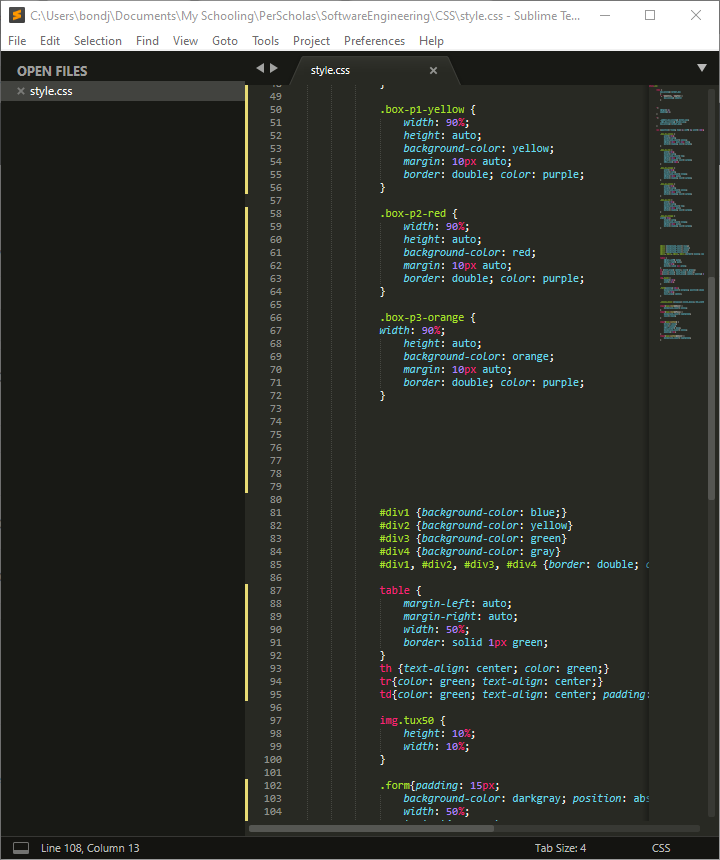 C:\Users\bondj\Documents\My Schooling\PerScholas\SoftwareEngineering\CSS\style.css - Sublime Te...
File Edit Selection Find View Goto Tools Project Preferences Help
OPEN FILES
style.css
style.css
48 }
49
50 .box-p1-yellow {
51 width: 90%;
52 height: auto;
53 background-color: yellow;
54 margin: 10px auto;
55 border: double; color: purple;
56 }
57
58 .box-p2-red {
59 width: 90%;
60 height: auto;
61 background-color: red;
62 margin: 10px auto;
63 border: double; color: purple;
64 }
65
66 .box-p3-orange {
67 width: 90%;
68 height: auto;
69 background-color: orange;
70 margin: 10px auto;
71 border: double; color: purple;
72 }
73
74
75
76
77
78
79
80
81 #div1 {background-color: blue;}
82 #div2 {background-color: yellow}
83 #div3 {background-color: green}
84 #div4 {background-color: gray}
85 #div1, #div2, #div3, #div4 {border: double;
86
87 table {
88 margin-left: auto;
89 margin-right: auto;
90 width: 50%;
91 border: solid 1px green;
92 }
93 th {text-align: center; color: green;}
94 tr{color: green; text-align: center;}
95 td{color: green; text-align: center; padding:
96
97 img.tux50 {
98 height: 10%;
99 width: 10%;
100 }
101
102 .form{padding: 15px;
103 background-color: darkgray; position: abs
104 width: 50%;
Line 108, Column 13
Tab Size: 4
CSS